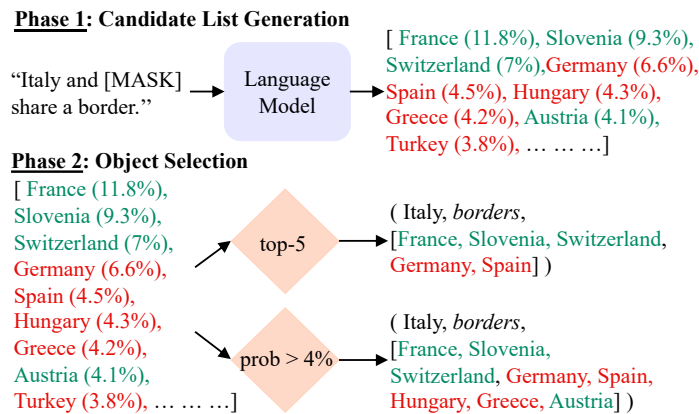 Phase 1: Candidate List Generation
“Italy and [MASK]
share a border.’’
Language
Model
[ France (11.8%), Slovenia (9.3%),
Switzerland (7%),Germany (6.6%),
Spain (4.5%), Hungary (4.3%),
Greece (4.2%), Austria (4.1%),
Turkey (3.8%), … … …]
Phase 2: Object Selection
[ France (11.8%),
Slovenia (9.3%),
Switzerland (7%),
Germany (6.6%),
Spain (4.5%),
Hungary (4.3%),
Greece (4.2%),
Austria (4.1%),
Turkey (3.8%), … … …]
top-5
( Italy, borders,
[France, Slovenia, Switzerland,
Germany, Spain] )
prob > 4%
( Italy, borders,
[France, Slovenia,
Switzerland, Germany, Spain,
Hungary, Greece, Austria] )